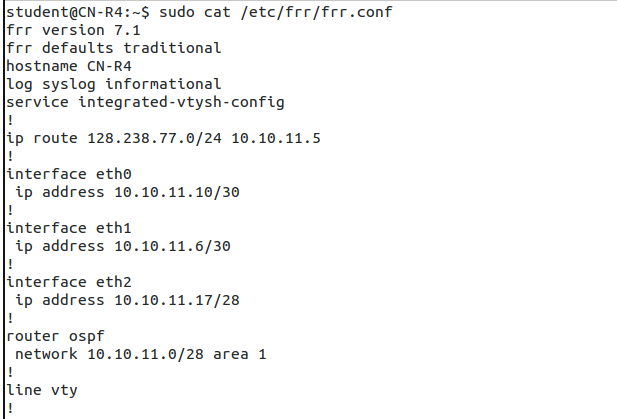 student@CN-R4:~$ sudo cat /etc/frr/frr.conf
frr version 7.1
frr defaults traditional
hostname CN-R4
log syslog informational
service integrated-vtysh-config
!
ip route 128.238.77.0/24 10.10.11.5
!
interface eth0
 ip address 10.10.11.10/30
!
interface eth1
 ip address 10.10.11.6/30
!
interface eth2
 ip address 10.10.11.17/28
!
router ospf
 network 10.10.11.0/28 area 1
!
line vty
!